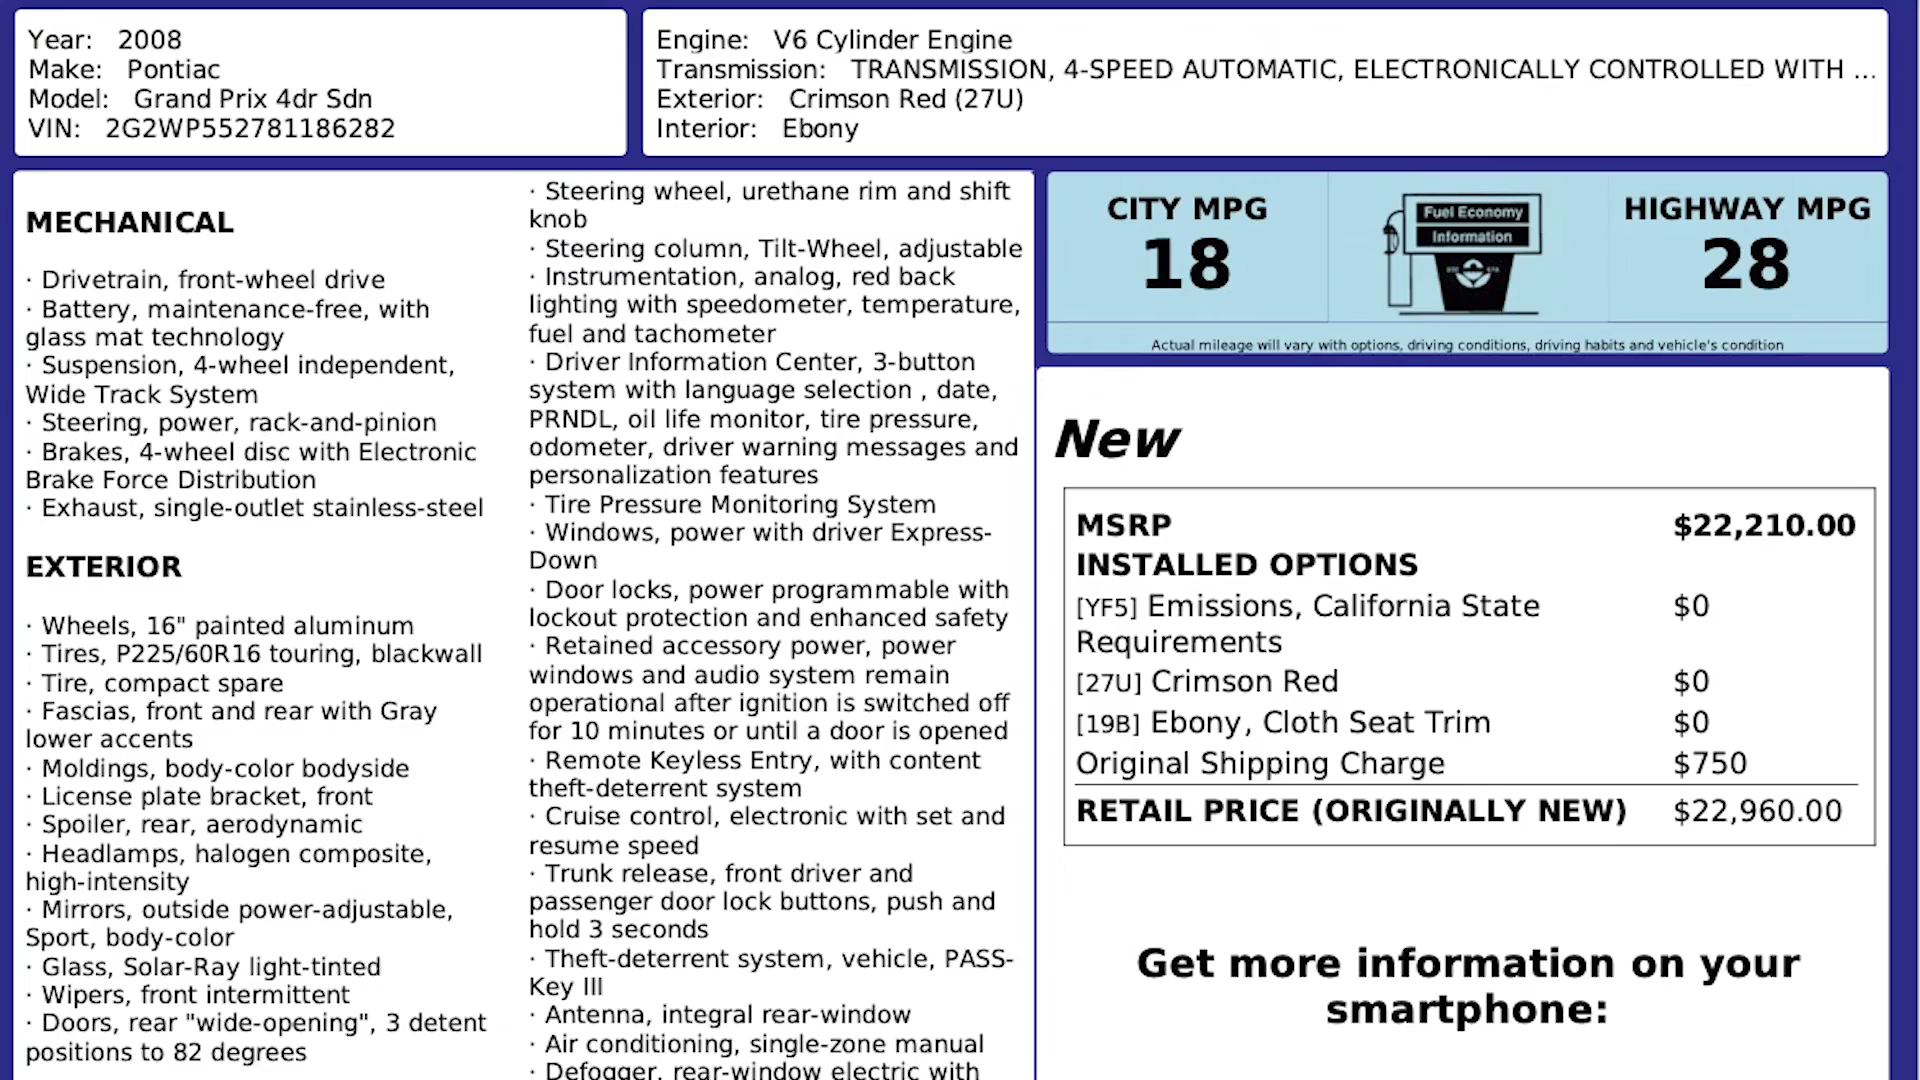 Year: 2008
Make: Pontiac
Model: Grand Prix 4dr Sdn
VIN: 2G2WP552781186282
Engine: V6 Cylinder Engine
Transmission: TRANSMISSION, 4-SPEED AUTOMATIC, ELECTRONICALLY CONTROLLED WITH ...
Exterior: Crimson Red (27U)
Interior: Ebony
MECHANICAL
· Drivetrain, front-wheel drive
· Battery, maintenance-free, with
glass mat technology
· Suspension, 4-wheel independent,
Wide Track System
· Steering, power, rack-and-pinion
· Brakes, 4-wheel disc with Electronic
Brake Force Distribution
· Exhaust, single-outlet stainless-steel
EXTERIOR
· Wheels, 16" painted aluminum
· Tires, P225/60R16 touring, blackwall
· Tire, compact spare
· Fascias, front and rear with Gray
lower accents
· Moldings, body-color bodyside
· License plate bracket, front
· Spoiler, rear, aerodynamic
· Headlamps, halogen composite,
high-intensity
· Mirrors, outside power-adjustable,
Sport, body-color
· Glass, Solar-Ray light-tinted
· Wipers, front intermittent
· Doors, rear "wide-opening", 3 detent
positions to 82 degrees
· Steering wheel, urethane rim and shift
knob
· Steering column, Tilt-Wheel, adjustable
· Instrumentation, analog, red back
lighting with speedometer, temperature,
fuel and tachometer
· Driver Information Center, 3-button
system with language selection , date,
PRNDL, oil life monitor, tire pressure,
odometer, driver warning messages and
personalization features
· Tire Pressure Monitoring System
· Windows, power with driver Express-
Down
· Door locks, power programmable with
lockout protection and enhanced safety
· Retained accessory power, power
windows and audio system remain
operational after ignition is switched off
for 10 minutes or until a door is opened
· Remote Keyless Entry, with content
theft-deterrent system
· Cruise control, electronic with set and
resume speed
· Trunk release, front driver and
passenger door lock buttons, push and
hold 3 seconds
· Theft-deterrent system, vehicle, PASS-
Key III
· Antenna, integral rear-window
· Air conditioning, single-zone manual
· Defogger, rear-window electric with
CITY MPG
18
Fuel Economy
Information
HIGHWAY MPG
28
Actual mileage will vary with options, driving conditions, driving habits and vehicle's condition
New
MSRP $22,210.00
INSTALLED OPTIONS
[YF5] Emissions, California State $0
Requirements
[27U] Crimson Red $0
[19B] Ebony, Cloth Seat Trim $0
Original Shipping Charge $750
RETAIL PRICE (ORIGINALLY NEW) $22,960.00
Get more information on your
smartphone: